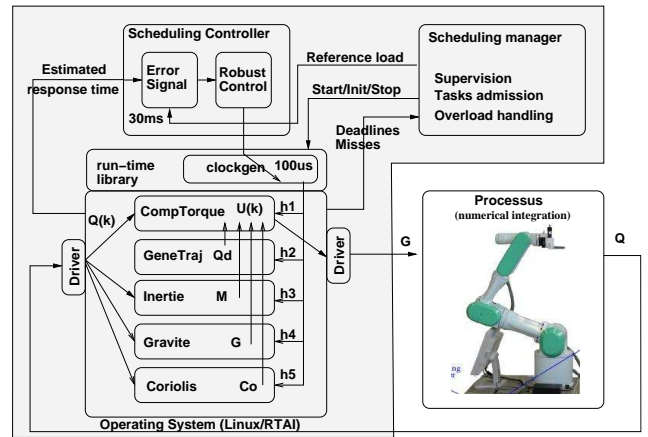 Scheduling Controller
Error
Signal
Robust
Control
30ms
Estimated
response time
Reference load
Scheduling manager
Supervision
Tasks admission
Overload handling
Start/Init/Stop
Deadlines
Misses
run−time
library
clockgen
100us
Q(k)
CompTorque
U(k)
h1
GeneTraj
Qd
h2
Inertie
M
h3
Gravite
G
h4
Coriolis
Co
h5
Driver
Driver
Operating System (Linux/RTAI)
G
Processus
(numerical integration)
Q
ng